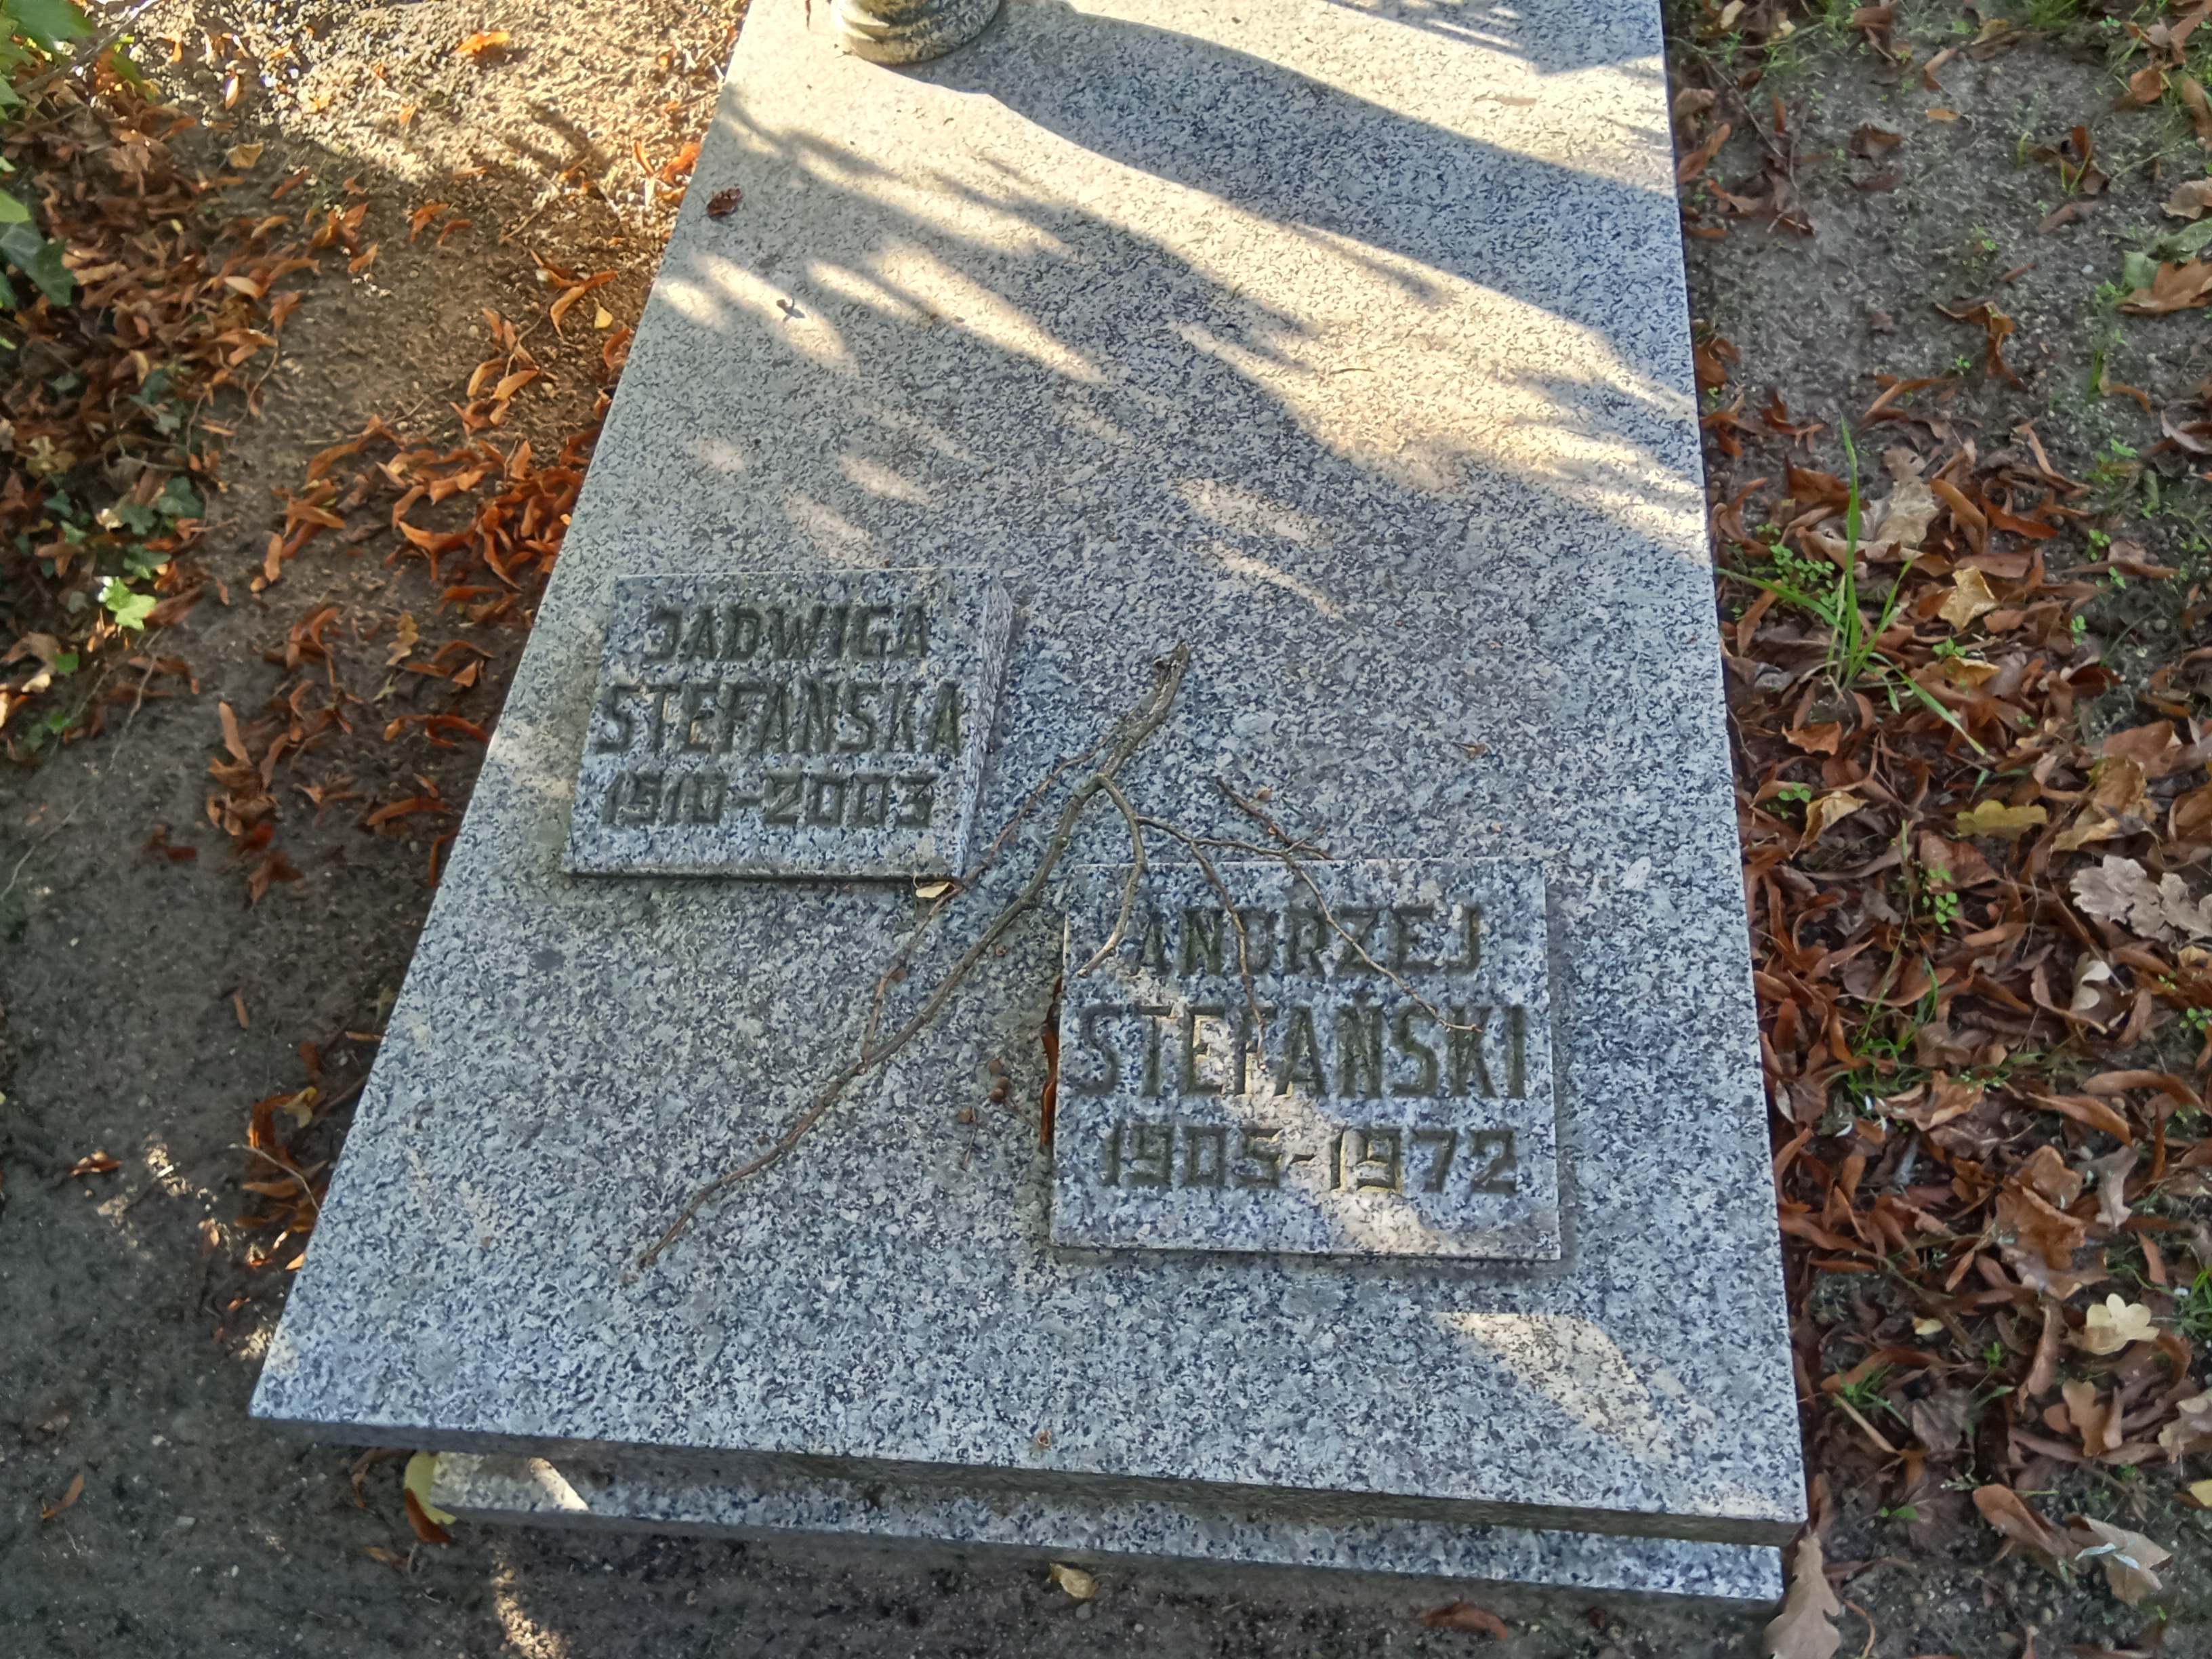 JADWIGA
STEFAŃSKA
1910-2003
ANDRZEJ
STEFAŃSKI
1905-1972